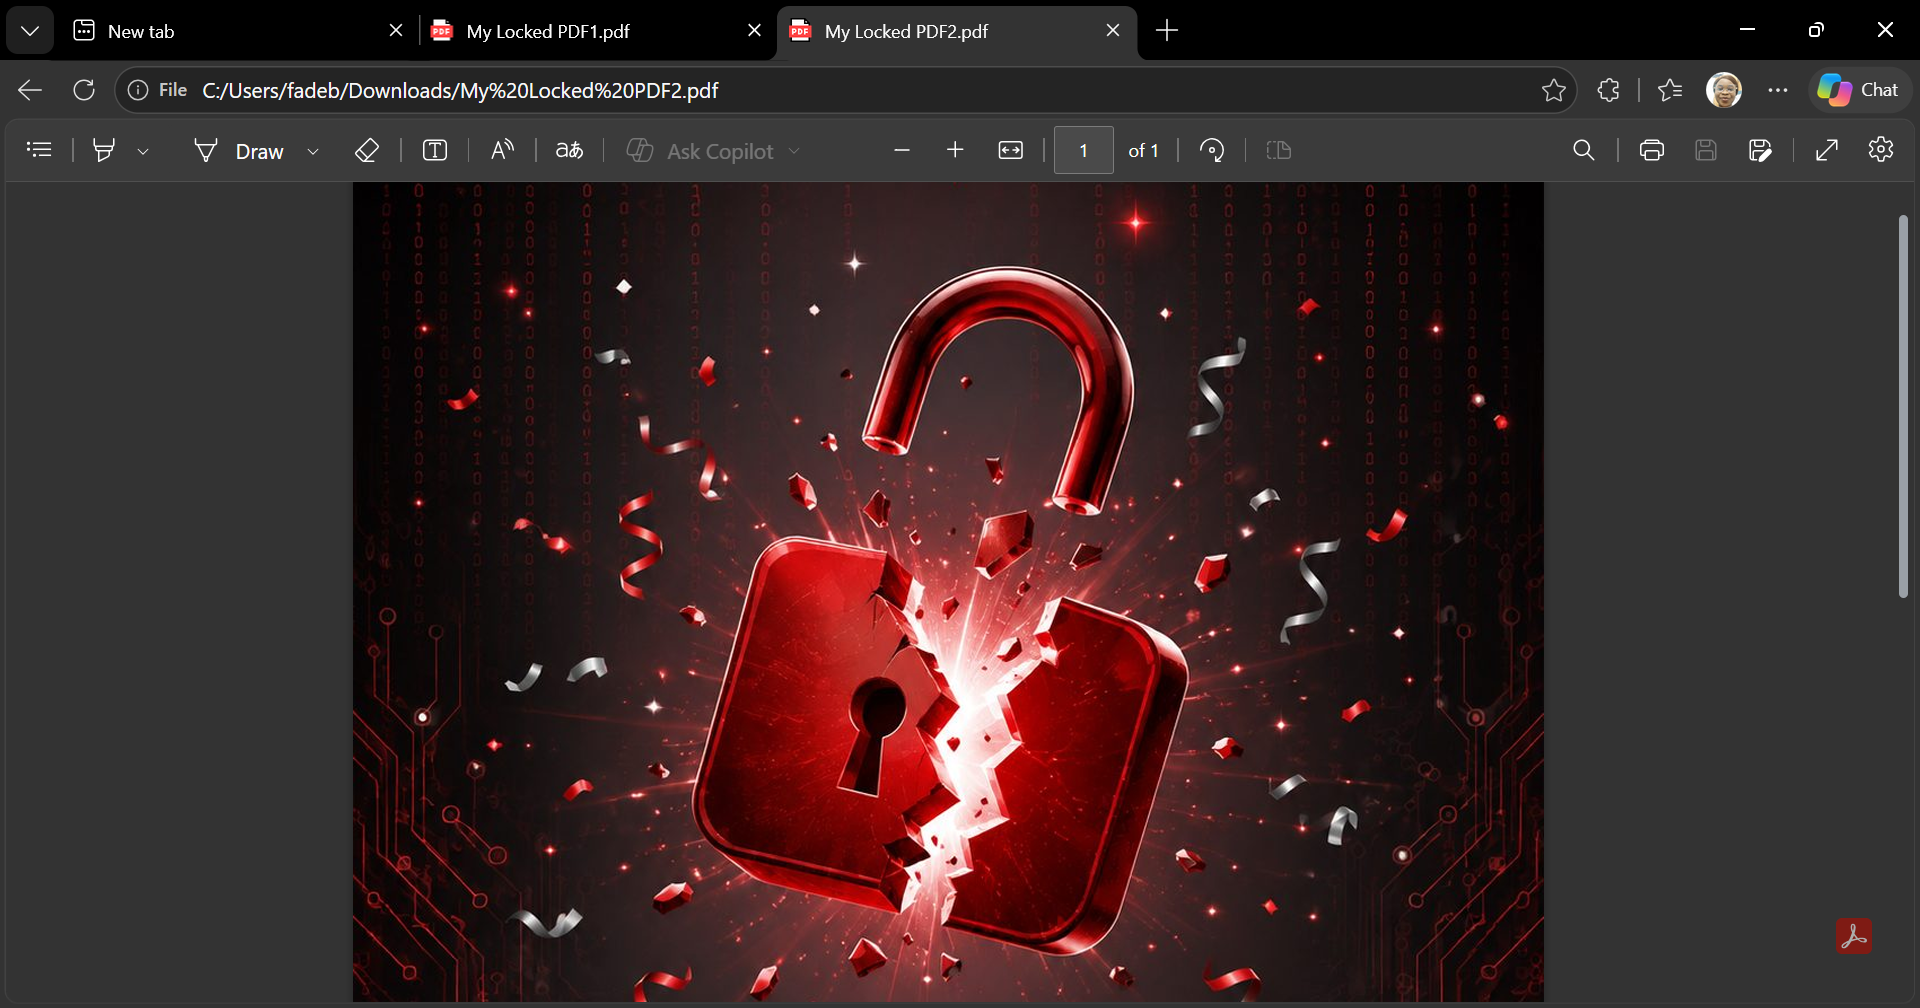 New tab
My Locked PDF1.pdf
My Locked PDF2.pdf
File C:/Users/fadeb/Downloads/My%20Locked%20PDF2.pdf
Chat
Draw
Ask Copilot
1 of 1